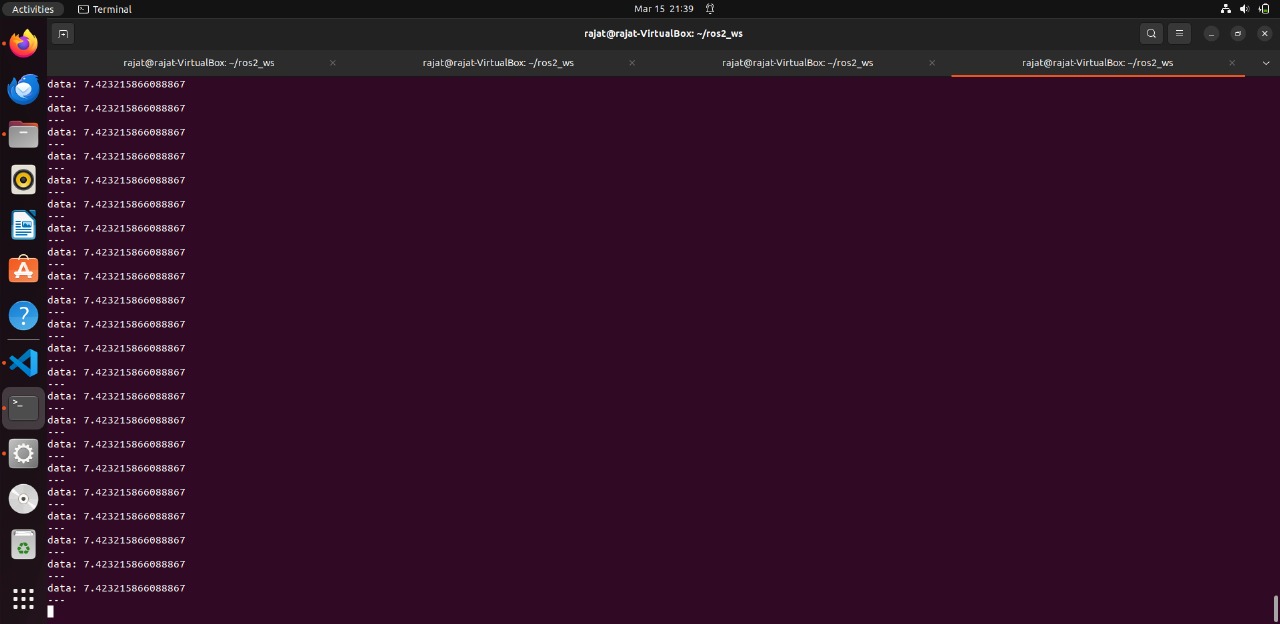 Activities Terminal Mar 15 21:39
rajat@rajat-VirtualBox: ~/ros2_ws
rajat@rajat-VirtualBox: ~/ros2_ws rajat@rajat-VirtualBox: ~/ros2_ws rajat@rajat-VirtualBox: ~/ros2_ws rajat@rajat-VirtualBox: ~/ros2_ws
data: 7.423215866088867
---
data: 7.423215866088867
---
data: 7.423215866088867
---
data: 7.423215866088867
---
data: 7.423215866088867
---
data: 7.423215866088867
---
data: 7.423215866088867
---
data: 7.423215866088867
---
data: 7.423215866088867
---
data: 7.423215866088867
---
data: 7.423215866088867
---
data: 7.423215866088867
---
data: 7.423215866088867
---
data: 7.423215866088867
---
data: 7.423215866088867
---
data: 7.423215866088867
---
data: 7.423215866088867
---
data: 7.423215866088867
---
data: 7.423215866088867
---
data: 7.423215866088867
---
data: 7.423215866088867
---
data: 7.423215866088867
---